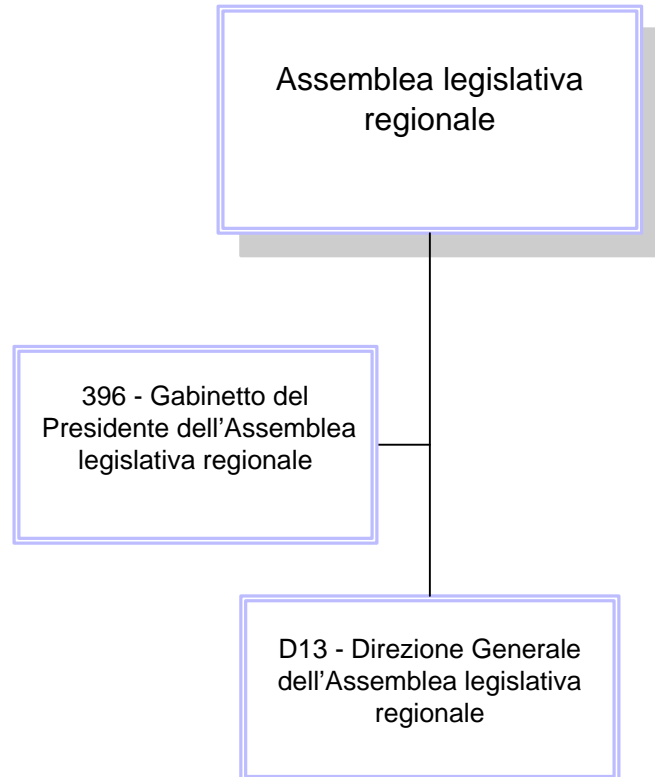 Assemblea legislativa
regionale
396 - Gabinetto del
Presidente dell’Assemblea
legislativa regionale
D13 - Direzione Generale
dell’Assemblea legislativa
regionale